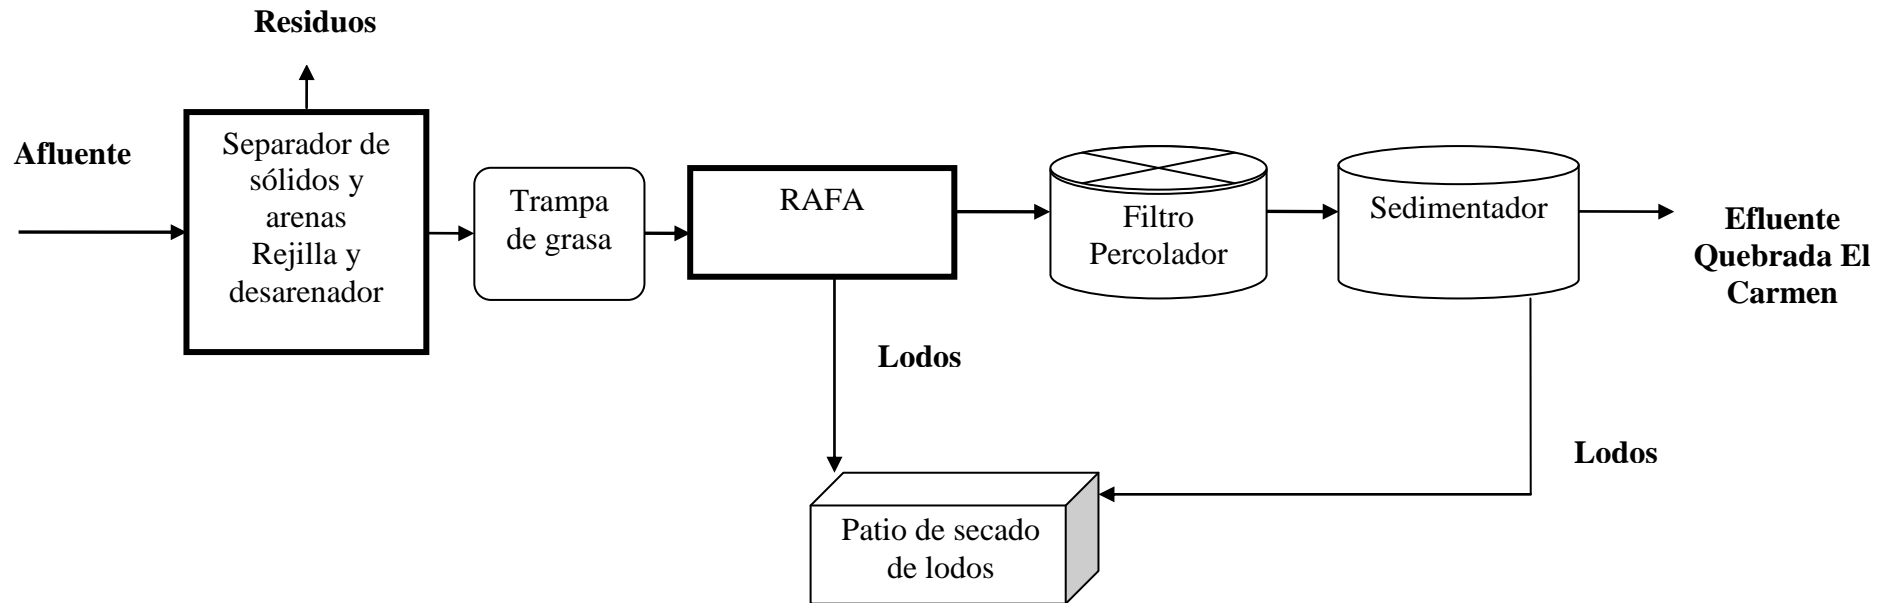 Residuos
Afluente
Separador de
sólidos y
arenas
Rejilla y
desarenador
Trampa
de grasa
RAFA
Filtro
Percolador
Sedimentador
Efluente
Quebrada El
Carmen
Lodos
Lodos
Patio de secado
de lodos